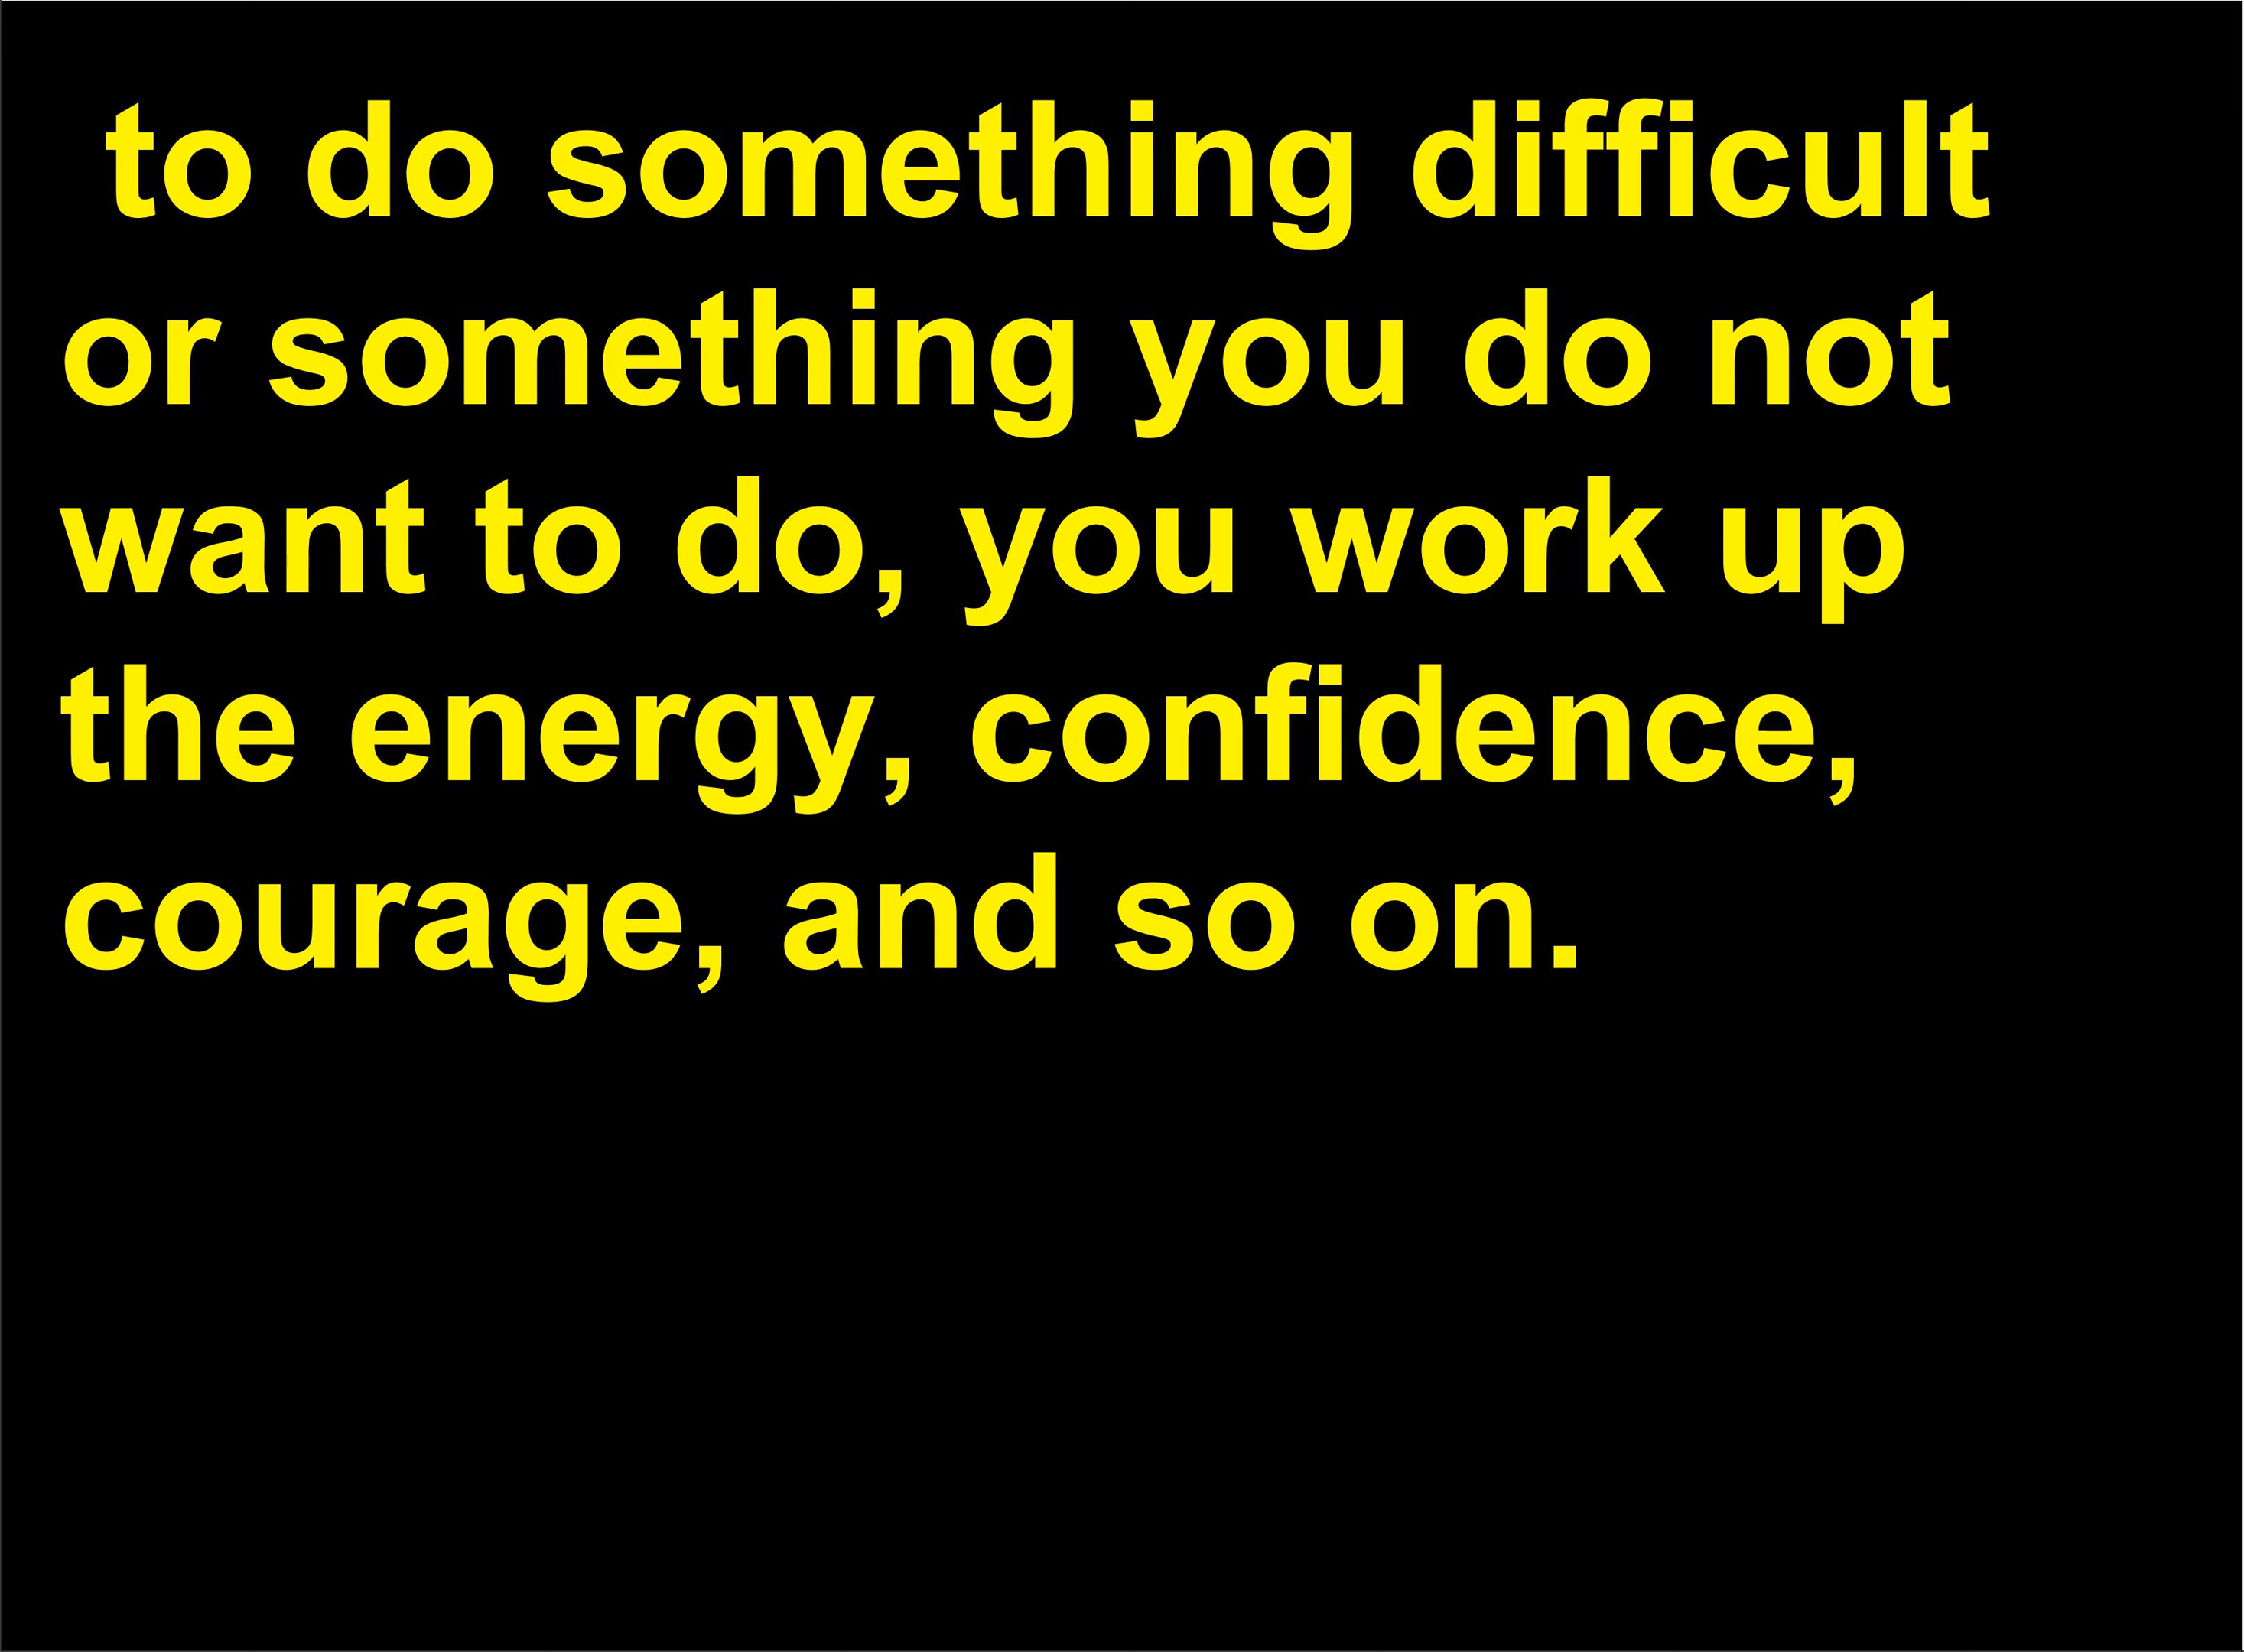 to do something difficult
or something you do not
want to do, you work up
the energy, confidence,
courage, and so on.